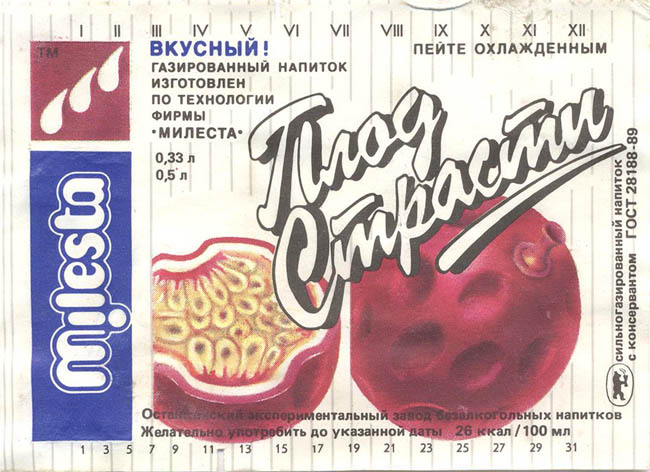 I II III IV V VI VII VIII IX X XI XII
TM
ВКУСНЫЙ!
ГАЗИРОВАННЫЙ НАПИТОК
ИЗГОТОВЛЕН
ПО ТЕХНОЛОГИИ
ФИРМЫ
•МИЛЕСТА•
0,33 л
0,5 л
ПЕЙТЕ ОХЛАЖДЕННЫМ
Плод
Страсти
milesta
сильногазированный напиток
с консервантом ГОСТ 28188-89
Останкинский экспериментальный завод безалкогольных напитков
Желательно употребить до указанной даты 26 ккал/100 мл
1 3 5 7 9 11 13 15 17 19 21 23 25 27 29 31